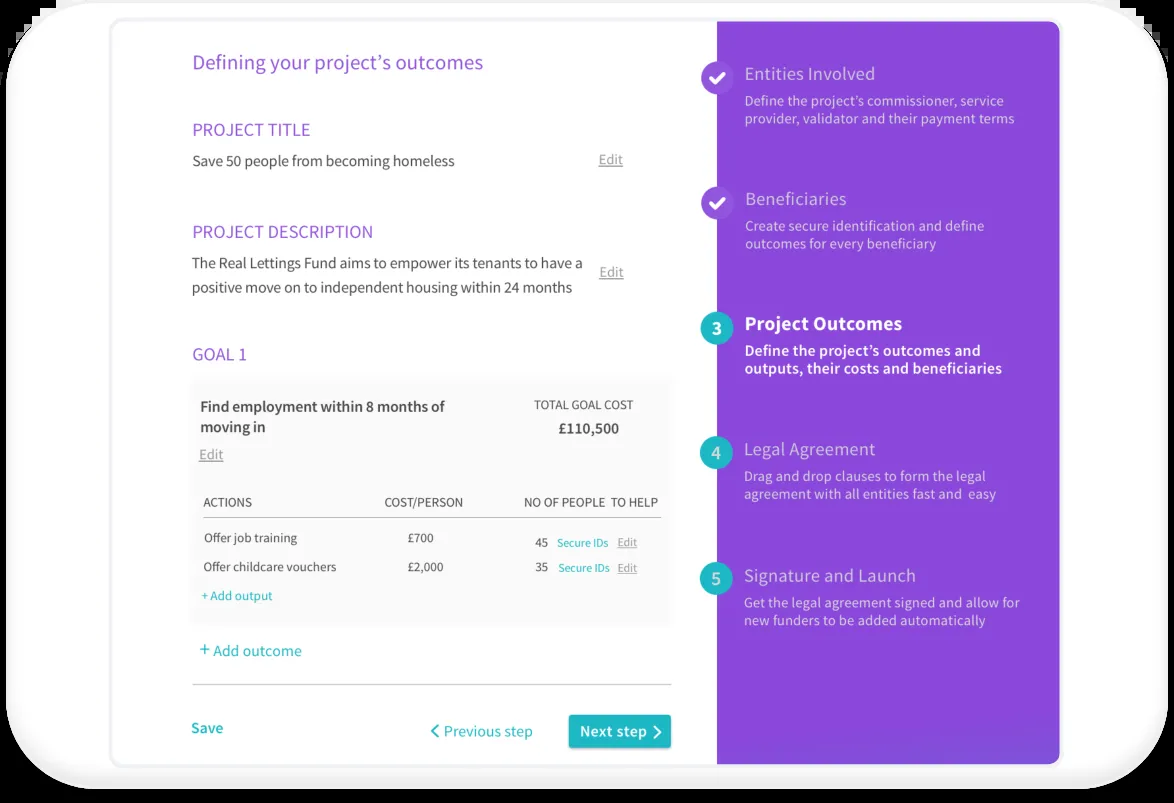 Defining your project’s outcomes
PROJECT TITLE
Save 50 people from becoming homeless
Edit
PROJECT DESCRIPTION
The Real Lettings Fund aims to empower its tenants to have a
positive move on to independent housing within 24 months
Edit
GOAL 1
Find employment within 8 months of
moving in
Edit
TOTAL GOAL COST
£110,500
ACTIONS COST/PERSON NO OF PEOPLE TO HELP
Offer job training £700 45 Secure IDs Edit
Offer childcare vouchers £2,000 35 Secure IDs Edit
+ Add output
+ Add outcome
Save Previous step Next step
Entities Involved
Define the project’s commissioner, service
provider, validator and their payment terms
Beneficiaries
Create secure identification and define
outcomes for every beneficiary
3 Project Outcomes
Define the project’s outcomes and
outputs, their costs and beneficiaries
4 Legal Agreement
Drag and drop clauses to form the legal
agreement with all entities fast and easy
5 Signature and Launch
Get the legal agreement signed and allow for
new funders to be added automatically